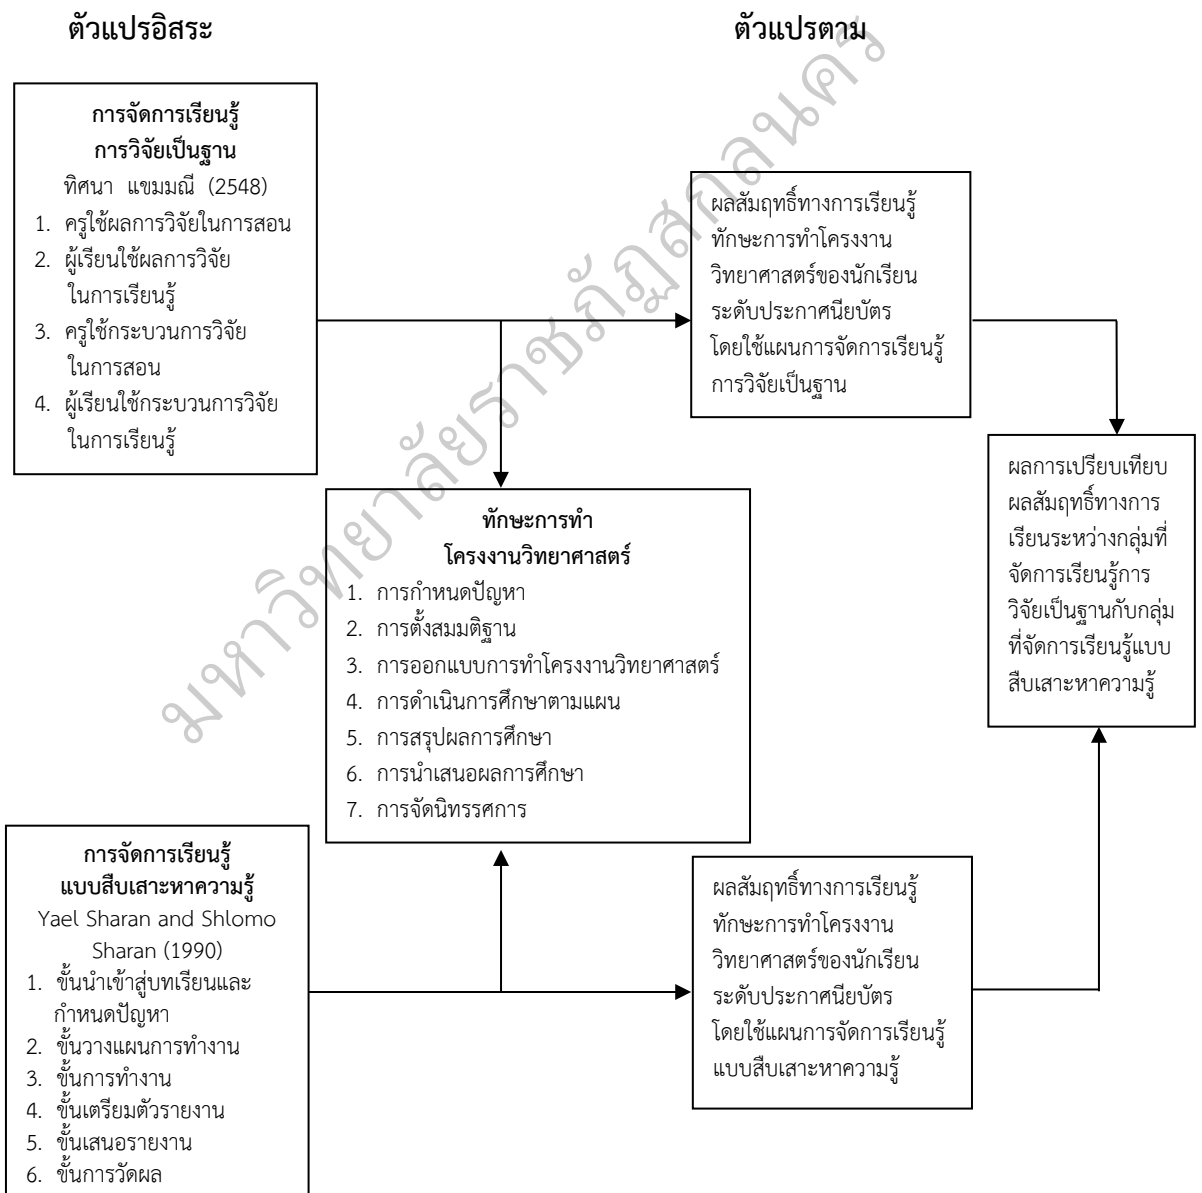 ตัวแปรอิสระ
ตัวแปรตาม
การจัดการเรียนรู้
การวิจัยเป็นฐาน
ทิศนา แขมมณี (2548)
1. ครูใช้ผลการวิจัยในการสอน
2. ผู้เรียนใช้ผลการวิจัย
ในการเรียนรู้
3. ครูใช้กระบวนการวิจัย
ในการสอน
4. ผู้เรียนใช้กระบวนการวิจัย
ในการเรียนรู้
ผลสัมฤทธิ์ทางการเรียนรู้
ทักษะการทำโครงงาน
วิทยาศาสตร์ของนักเรียน
ระดับประกาศนียบัตร
โดยใช้แผนการจัดการเรียนรู้
การวิจัยเป็นฐาน
ทักษะการทำ
โครงงานวิทยาศาสตร์
1. การกำหนดปัญหา
2. การตั้งสมมติฐาน
3. การออกแบบการทำโครงงานวิทยาศาสตร์
4. การดำเนินการศึกษาตามแผน
5. การสรุปผลการศึกษา
6. การนำเสนอผลการศึกษา
7. การจัดนิทรรศการ
ผลการเปรียบเทียบ
ผลสัมฤทธิ์ทางการ
เรียนระหว่างกลุ่มที่
จัดการเรียนรู้การ
วิจัยเป็นฐานกับกลุ่ม
ที่จัดการเรียนรู้แบบ
สืบเสาะหาความรู้
การจัดการเรียนรู้
แบบสืบเสาะหาความรู้
Yael Sharan and Shlomo
Sharan (1990)
1. ขั้นนำเข้าสู่บทเรียนและ
กำหนดปัญหา
2. ขั้นวางแผนการทำงาน
3. ขั้นการทำงาน
4. ขั้นเตรียมตัวรายงาน
5. ขั้นเสนอรายงาน
6. ขั้นการวัดผล
ผลสัมฤทธิ์ทางการเรียนรู้
ทักษะการทำโครงงาน
วิทยาศาสตร์ของนักเรียน
ระดับประกาศนียบัตร
โดยใช้แผนการจัดการเรียนรู้
แบบสืบเสาะหาความรู้
มหาวิทยาลัยราชภัฏสกลนคร